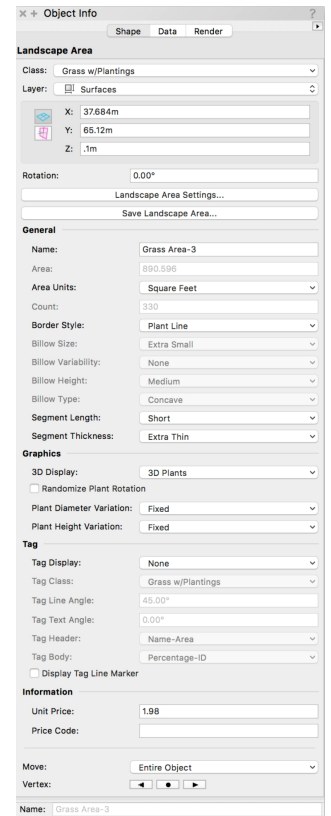 Object Info ?
Shape Data Render
Landscape Area
Class: Grass w/Plantings
Layer: Surfaces
X: 37.684m
Y: 65.12m
Z: .1m
Rotation: 0.00°
Landscape Area Settings...
Save Landscape Area...
General
Name: Grass Area-3
Area: 890.596
Area Units: Square Feet
Count: 330
Border Style: Plant Line
Billow Size: Extra Small
Billow Variability: None
Billow Height: Medium
Billow Type: Concave
Segment Length: Short
Segment Thickness: Extra Thin
Graphics
3D Display: 3D Plants
Randomize Plant Rotation
Plant Diameter Variation: Fixed
Plant Height Variation: Fixed
Tag
Tag Display: None
Tag Class: Grass w/Plantings
Tag Line Angle: 45.00°
Tag Text Angle: 0.00°
Tag Header: Name-Area
Tag Body: Percentage-ID
Display Tag Line Marker
Information
Unit Price: 1.98
Price Code:
Move: Entire Object
Vertex:
Name: Grass Area-3